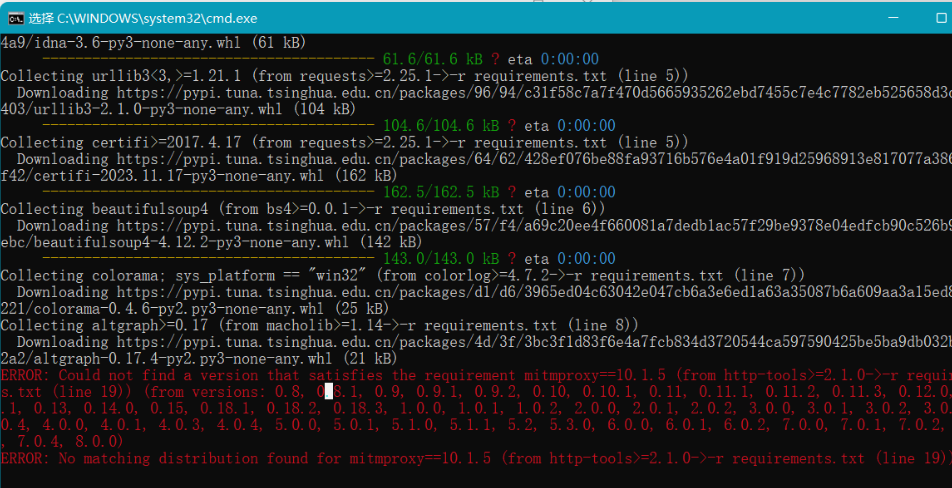 选择 C:\WINDOWS\system32\cmd.exe
4a9/idna-3.6-py3-none-any.whl (61 kB)
---------------------------------------- 61.6/61.6 kB ? eta 0:00:00
Collecting urllib3<3,>=1.21.1 (from requests>=2.25.1->-r requirements.txt (line 5))
Downloading https://pypi.tuna.tsinghua.edu.cn/packages/96/94/c31f58c7a7f470d5665935262ebd7455c7e4c7782eb525658d3c
403/urllib3-2.1.0-py3-none-any.whl (104 kB)
---------------------------------------- 104.6/104.6 kB ? eta 0:00:00
Collecting certifi>=2017.4.17 (from requests>=2.25.1->-r requirements.txt (line 5))
Downloading https://pypi.tuna.tsinghua.edu.cn/packages/64/62/428ef076be88fa93716b576e4a01f919d25968913e817077a386
f42/certifi-2023.11.17-py3-none-any.whl (162 kB)
---------------------------------------- 162.5/162.5 kB ? eta 0:00:00
Collecting beautifulsoup4 (from bs4>=0.0.1->-r requirements.txt (line 6))
Downloading https://pypi.tuna.tsinghua.edu.cn/packages/57/f4/a69c20ee4f660081a7dedb1ac57f29be9378e04edfcb90c526b9
ebc/beautifulsoup4-4.12.2-py3-none-any.whl (142 kB)
---------------------------------------- 143.0/143.0 kB ? eta 0:00:00
Collecting colorama; sys_platform == "win32" (from colorlog>=4.7.2->-r requirements.txt (line 7))
Downloading https://pypi.tuna.tsinghua.edu.cn/packages/d1/d6/3965ed04c63042e047cb6a3e6ed1a63a35087b6a609aa3a15ed8
221/colorama-0.4.6-py2.py3-none-any.whl (25 kB)
Collecting altgraph>=0.17 (from macholib>=1.14->-r requirements.txt (line 8))
Downloading https://pypi.tuna.tsinghua.edu.cn/packages/4d/3f/3bc3f1d83f6e4a7fcb834d3720544ca597590425be5ba9db032b
2a2/altgraph-0.17.4-py2.py3-none-any.whl (21 kB)
ERROR: Could not find a version that satisfies the requirement mitmproxy==10.1.5 (from http-tools>=2.1.0->-r requir
s.txt (line 19)) (from versions: 0.8, 0.8.1, 0.9, 0.9.1, 0.9.2, 0.10, 0.10.1, 0.11, 0.11.1, 0.11.2, 0.11.3, 0.12.0,
.1, 0.13, 0.14.0, 0.15, 0.18.1, 0.18.2, 0.18.3, 1.0.0, 1.0.1, 1.0.2, 2.0.0, 2.0.1, 2.0.2, 3.0.0, 3.0.1, 3.0.2, 3.0
0.4, 4.0.0, 4.0.1, 4.0.3, 4.0.4, 5.0.0, 5.0.1, 5.1.0, 5.1.1, 5.2, 5.3.0, 6.0.0, 6.0.1, 6.0.2, 7.0.0, 7.0.1, 7.0.2,
, 7.0.4, 8.0.0)
ERROR: No matching distribution found for mitmproxy==10.1.5 (from http-tools>=2.1.0->-r requirements.txt (line 19))